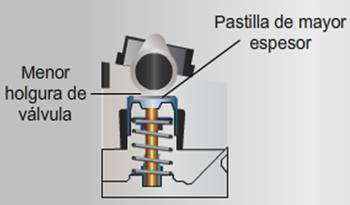 Pastilla de mayor
espesor
Menor
holgura de
válvula